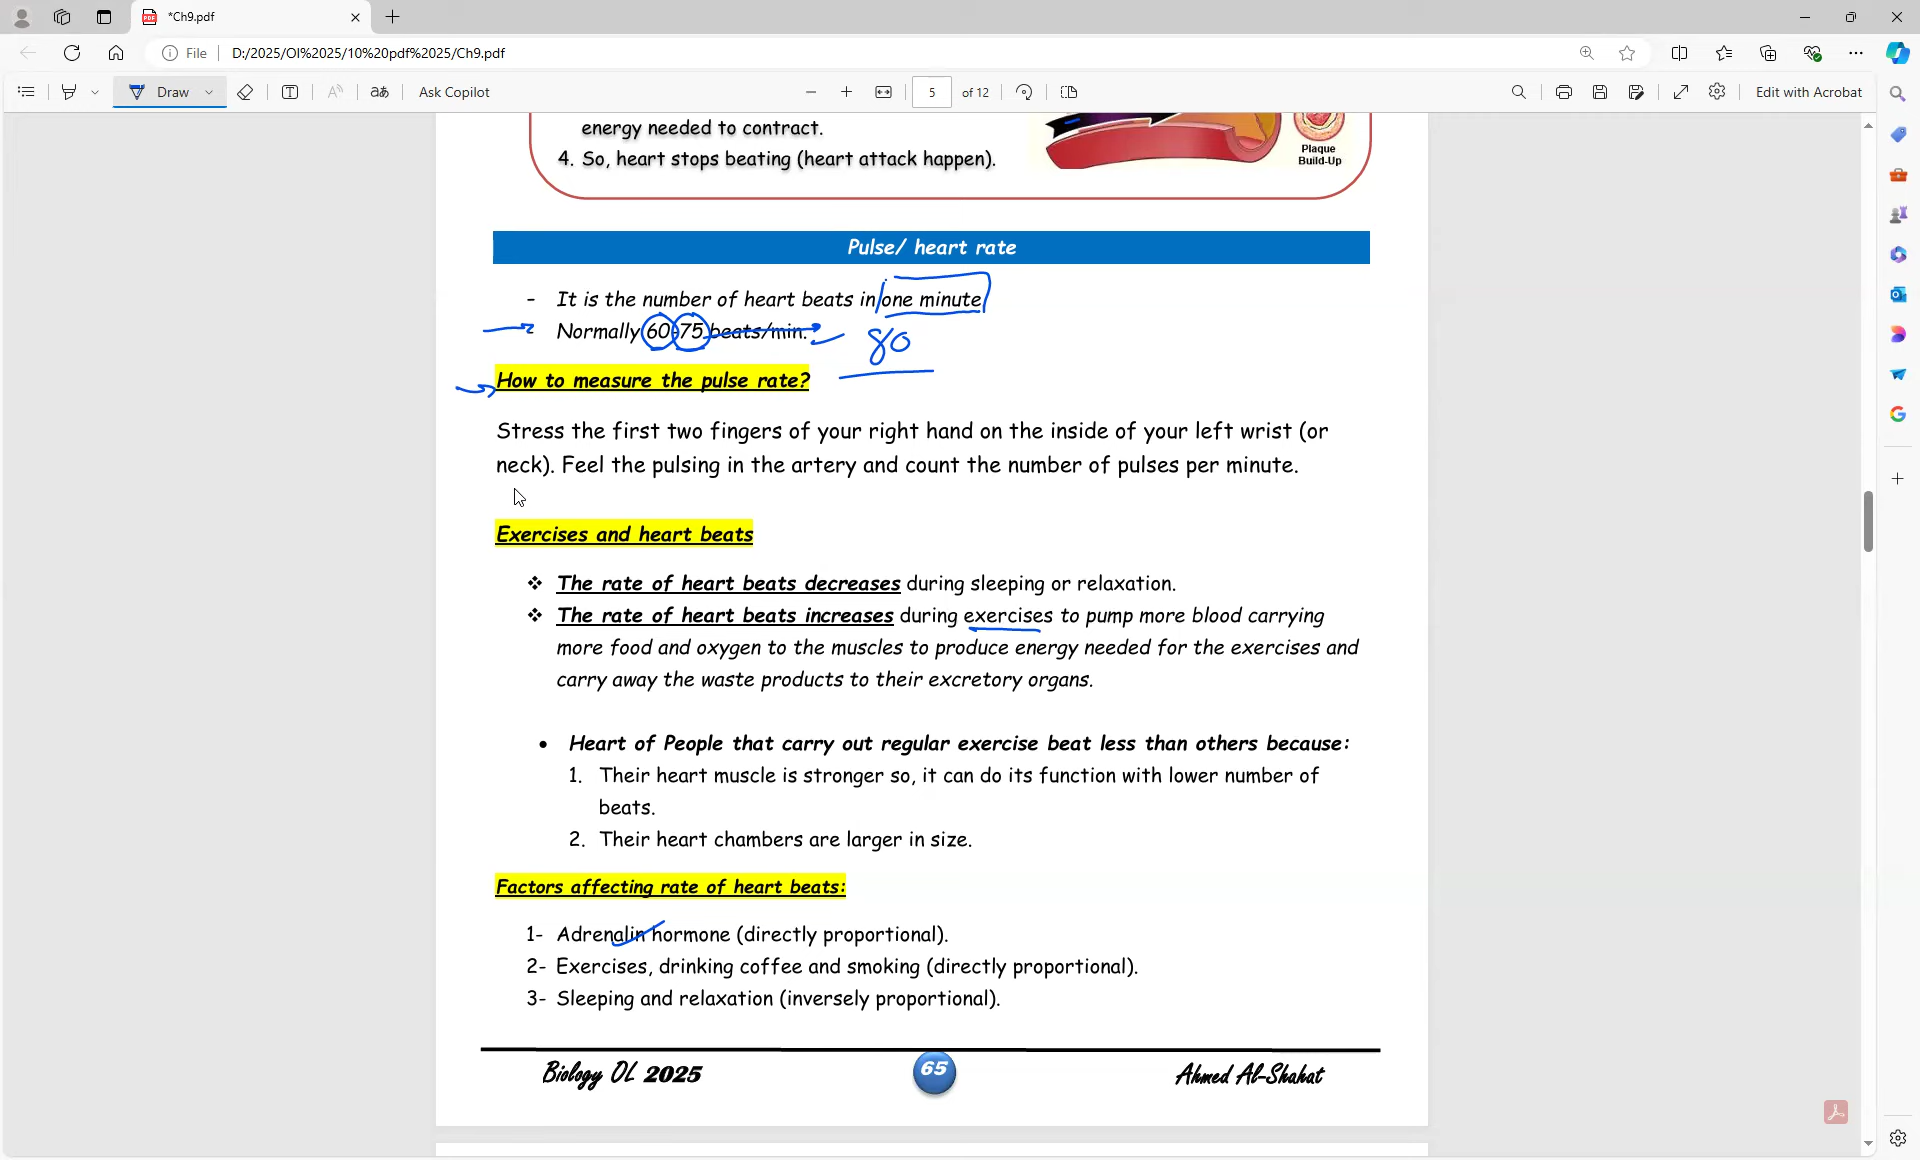 *Ch9.pdf
File
D:/2025/Ol%2025/10%20pdf%2025/Ch9.pdf
Draw
Ask Copilot
5 of 12
Edit with Acrobat
energy needed to contract.
4. So, heart stops beating (heart attack happen).
Plaque
Build-Up
Pulse/ heart rate
- It is the number of heart beats in one minute
- Normally 60-75 beats/min.
80
How to measure the pulse rate?
Stress the first two fingers of your right hand on the inside of your left wrist (or
neck). Feel the pulsing in the artery and count the number of pulses per minute.
Exercises and heart beats
❖ The rate of heart beats decreases during sleeping or relaxation.
❖ The rate of heart beats increases during exercises to pump more blood carrying
more food and oxygen to the muscles to produce energy needed for the exercises and
carry away the waste products to their excretory organs.
• Heart of People that carry out regular exercise beat less than others because:
1. Their heart muscle is stronger so, it can do its function with lower number of
beats.
2. Their heart chambers are larger in size.
Factors affecting rate of heart beats:
1- Adrenalin hormone (directly proportional).
2- Exercises, drinking coffee and smoking (directly proportional).
3- Sleeping and relaxation (inversely proportional).
Biology OL 2025
65
Ahmed Al-Shahat